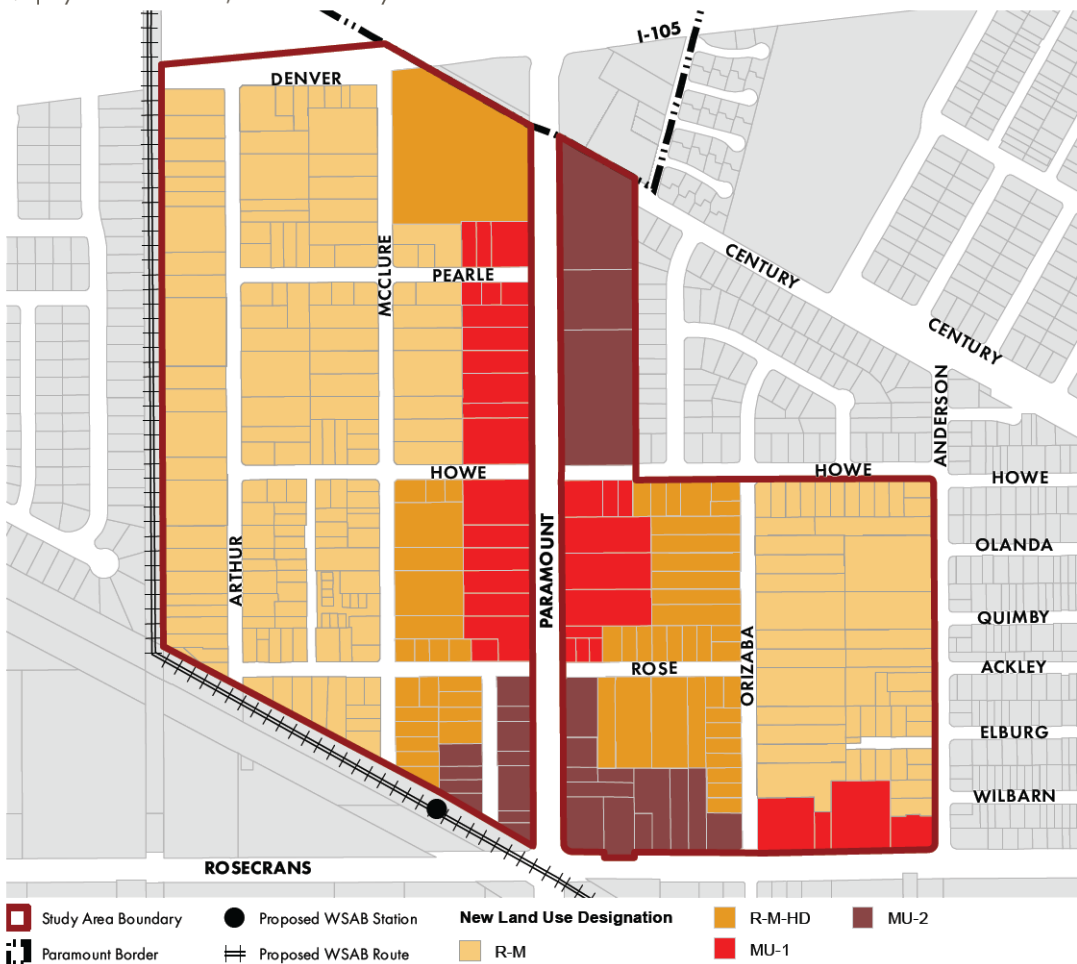 I-105
DENVER
MCCLURE
PEARLE
CENTURY
CENTURY
ANDERSON
HOWE
HOWE
HOWE
PARAMOUNT
ARTHUR
OLANDA
QUIMBY
ORIZABA
ROSE
ACKLEY
ELBURG
WILBARN
ROSECRANS
Study Area Boundary
Proposed WSAB Station
New Land Use Designation
R-M-HD
MU-2
Paramount Border
Proposed WSAB Route
R-M
MU-1